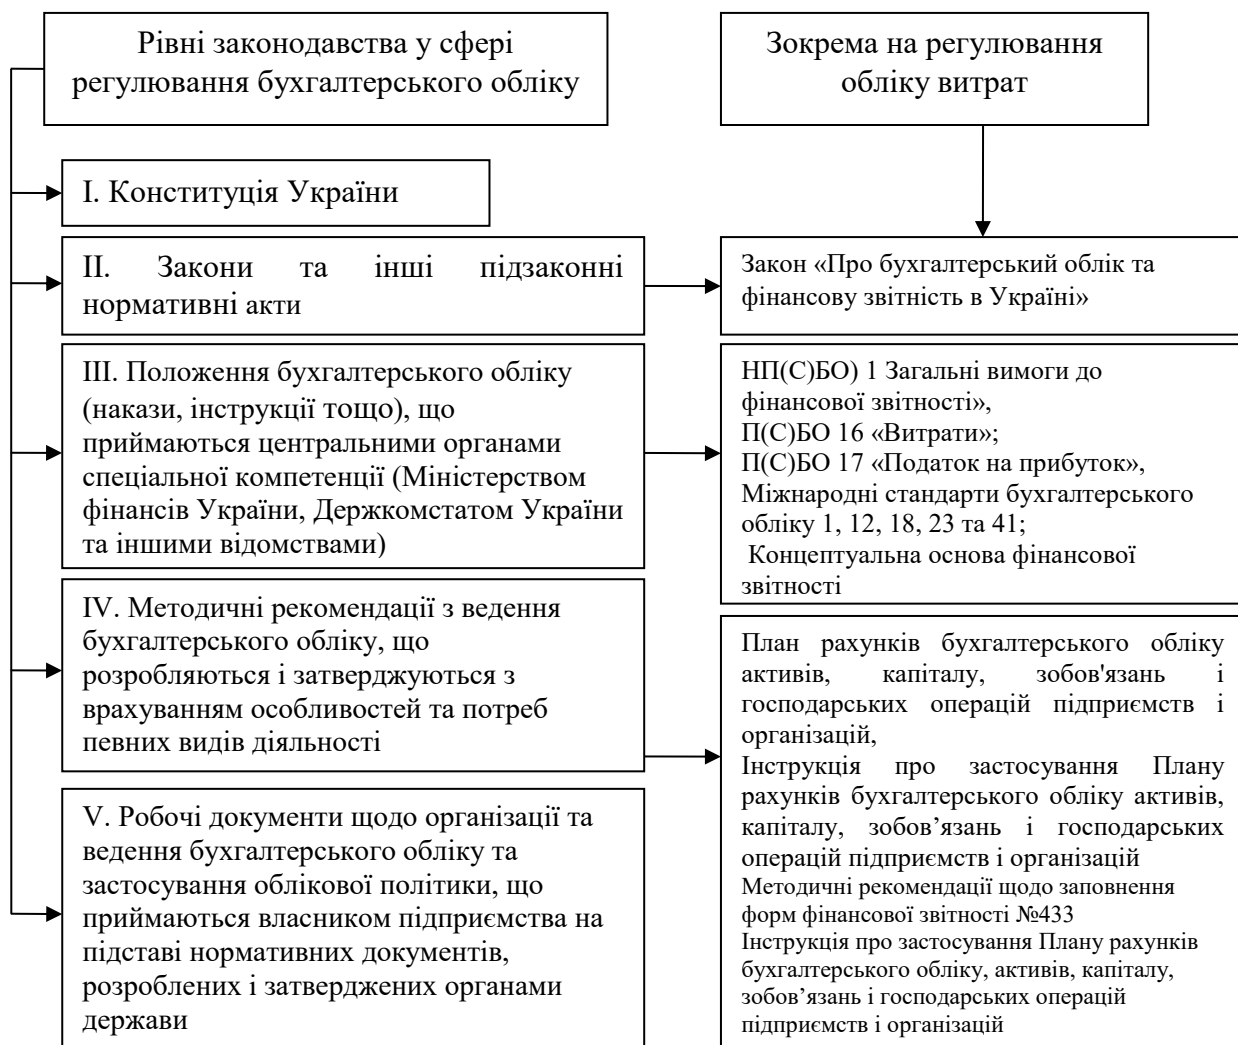 Рівні законодавства у сфері
регулювання бухгалтерського обліку
Зокрема на регулювання
обліку витрат
І. Конституція України
ІІ. Закони та інші підзаконні
нормативні акти
Закон «Про бухгалтерський облік та
фінансову звітність в Україні»
ІІІ. Положення бухгалтерського обліку
(накази, інструкції тощо), що
приймаються центральними органами
спеціальної компетенції (Міністерством
фінансів України, Держкомстатом України
та іншими відомствами)
НП(С)БО) 1 Загальні вимоги до
фінансової звітності»,
П(С)БО 16 «Витрати»;
П(С)БО 17 «Податок на прибуток»,
Міжнародні стандарти бухгалтерського
обліку 1, 12, 18, 23 та 41;
Концептуальна основа фінансової
звітності
IV. Методичні рекомендації з ведення
бухгалтерського обліку, що
розробляються і затверджуються з
врахуванням особливостей та потреб
певних видів діяльності
План рахунків бухгалтерського обліку
активів, капіталу, зобов'язань і
господарських операцій підприємств і
організацій,
Інструкція про застосування Плану
рахунків бухгалтерського обліку активів,
капіталу, зобов’язань і господарських
операцій підприємств і організацій
Методичні рекомендації щодо заповнення
форм фінансової звітності №433
Інструкція про застосування Плану рахунків
бухгалтерського обліку, активів, капіталу,
зобов’язань і господарських операцій
підприємств і організацій
V. Робочі документи щодо організації та
ведення бухгалтерського обліку та
застосування облікової політики, що
приймаються власником підприємства на
підставі нормативних документів,
розроблених і затверджених органами
держави